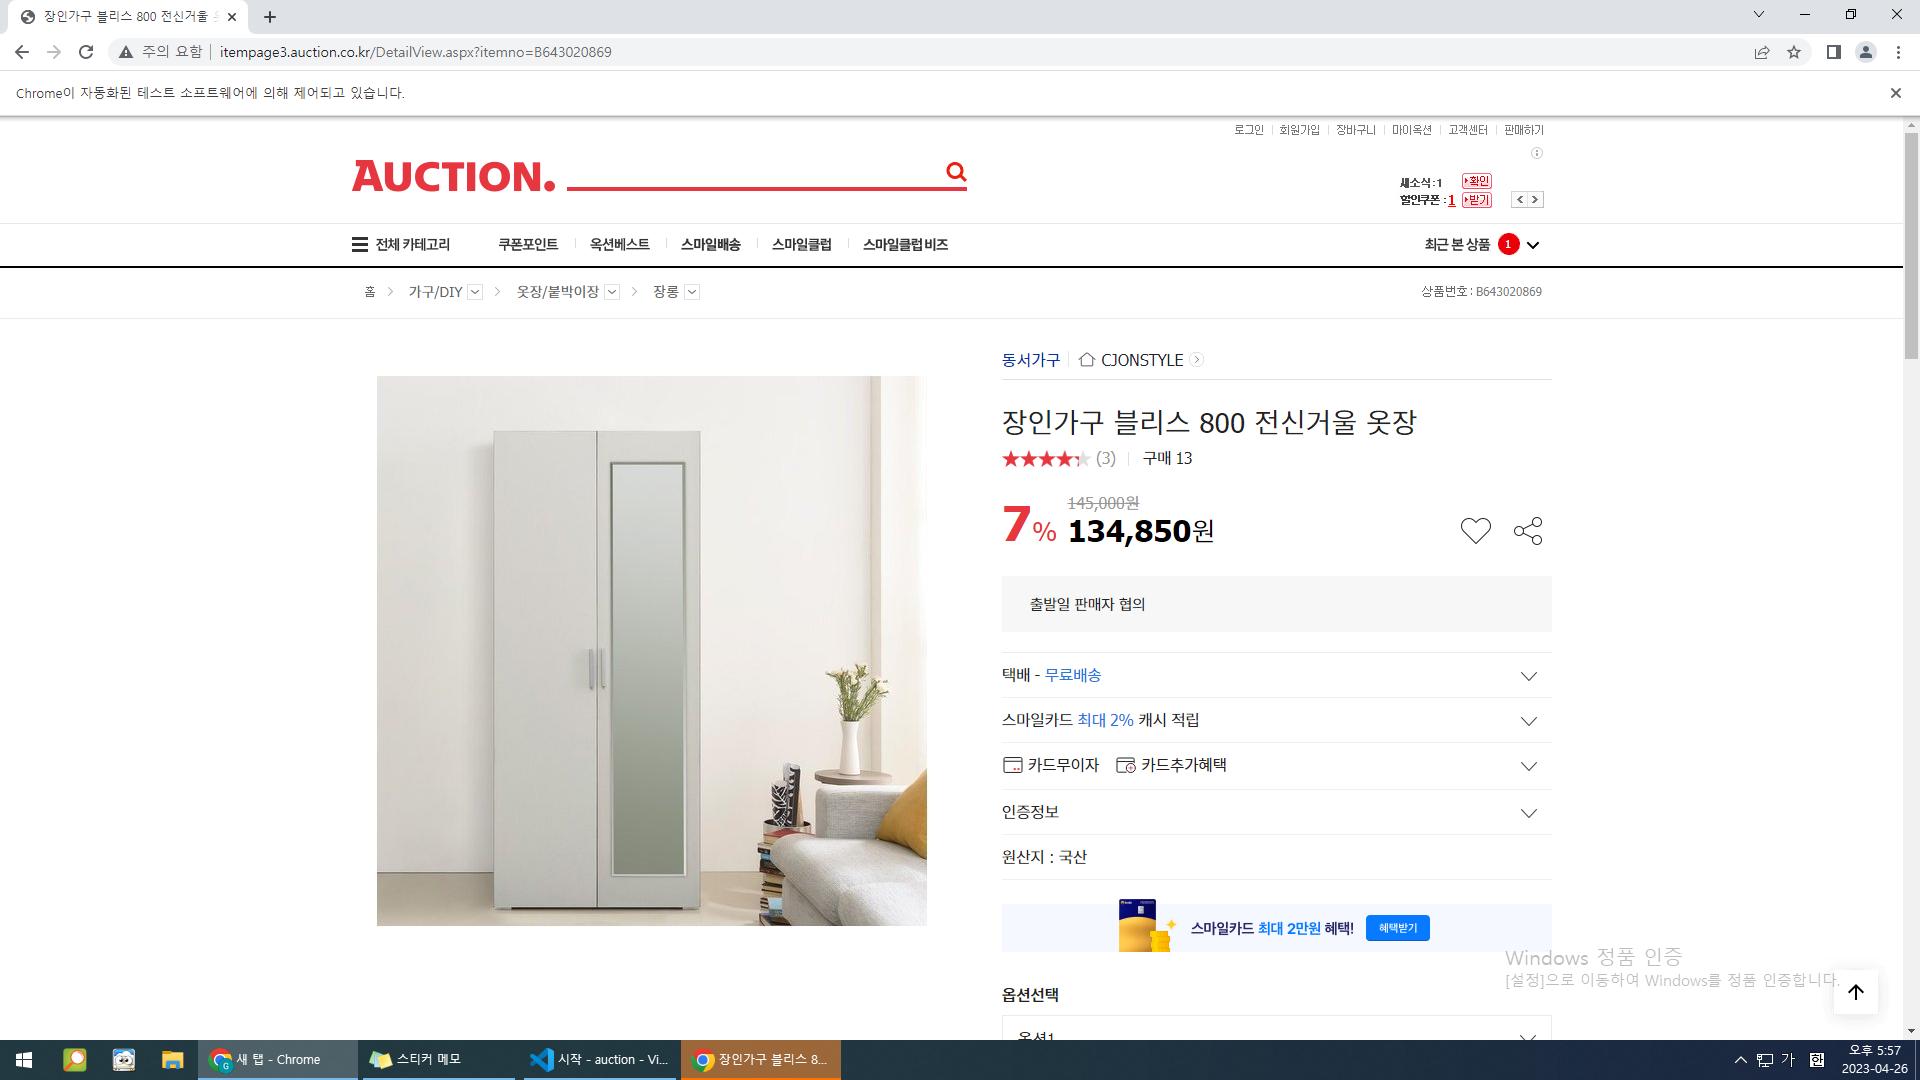 장인가구 블리스 800 전신거울
주의 요함 | itempage3.auction.co.kr/DetailView.aspx?itemno=B643020869
Chrome이 자동화된 테스트 소프트웨어에 의해 제어되고 있습니다.
로그인 회원가입 장바구니 마이옥션 고객센터 판매하기
AUCTION.
새소식 : 1 확인
할인쿠폰 : 1 받기
전체 카테고리 쿠폰포인트 옥션베스트 스마일배송 스마일클럽 스마일클럽 비즈 최근 본 상품 1
홈 > 가구/DIY > 옷장/붙박이장 > 장롱 상품번호 : B643020869
동서가구 CJONSTYLE
장인가구 블리스 800 전신거울 옷장
(3) 구매 13
145,000원
7% 134,850원
출발일 판매자 협의
택배 - 무료배송
스마일카드 최대 2% 캐시 적립
카드무이자 카드추가혜택
인증정보
원산지 : 국산
스마일카드 최대 2만원 혜택! 혜택받기
Windows 정품 인증
[설정]으로 이동하여 Windows를 정품 인증합니다.
옵션선택
옵션1
새 탭 - Chrome 스티커 메모 시작 - auction - Vi... 장인가구 블리스 8... 가 한 오후 5:57
2023-04-26